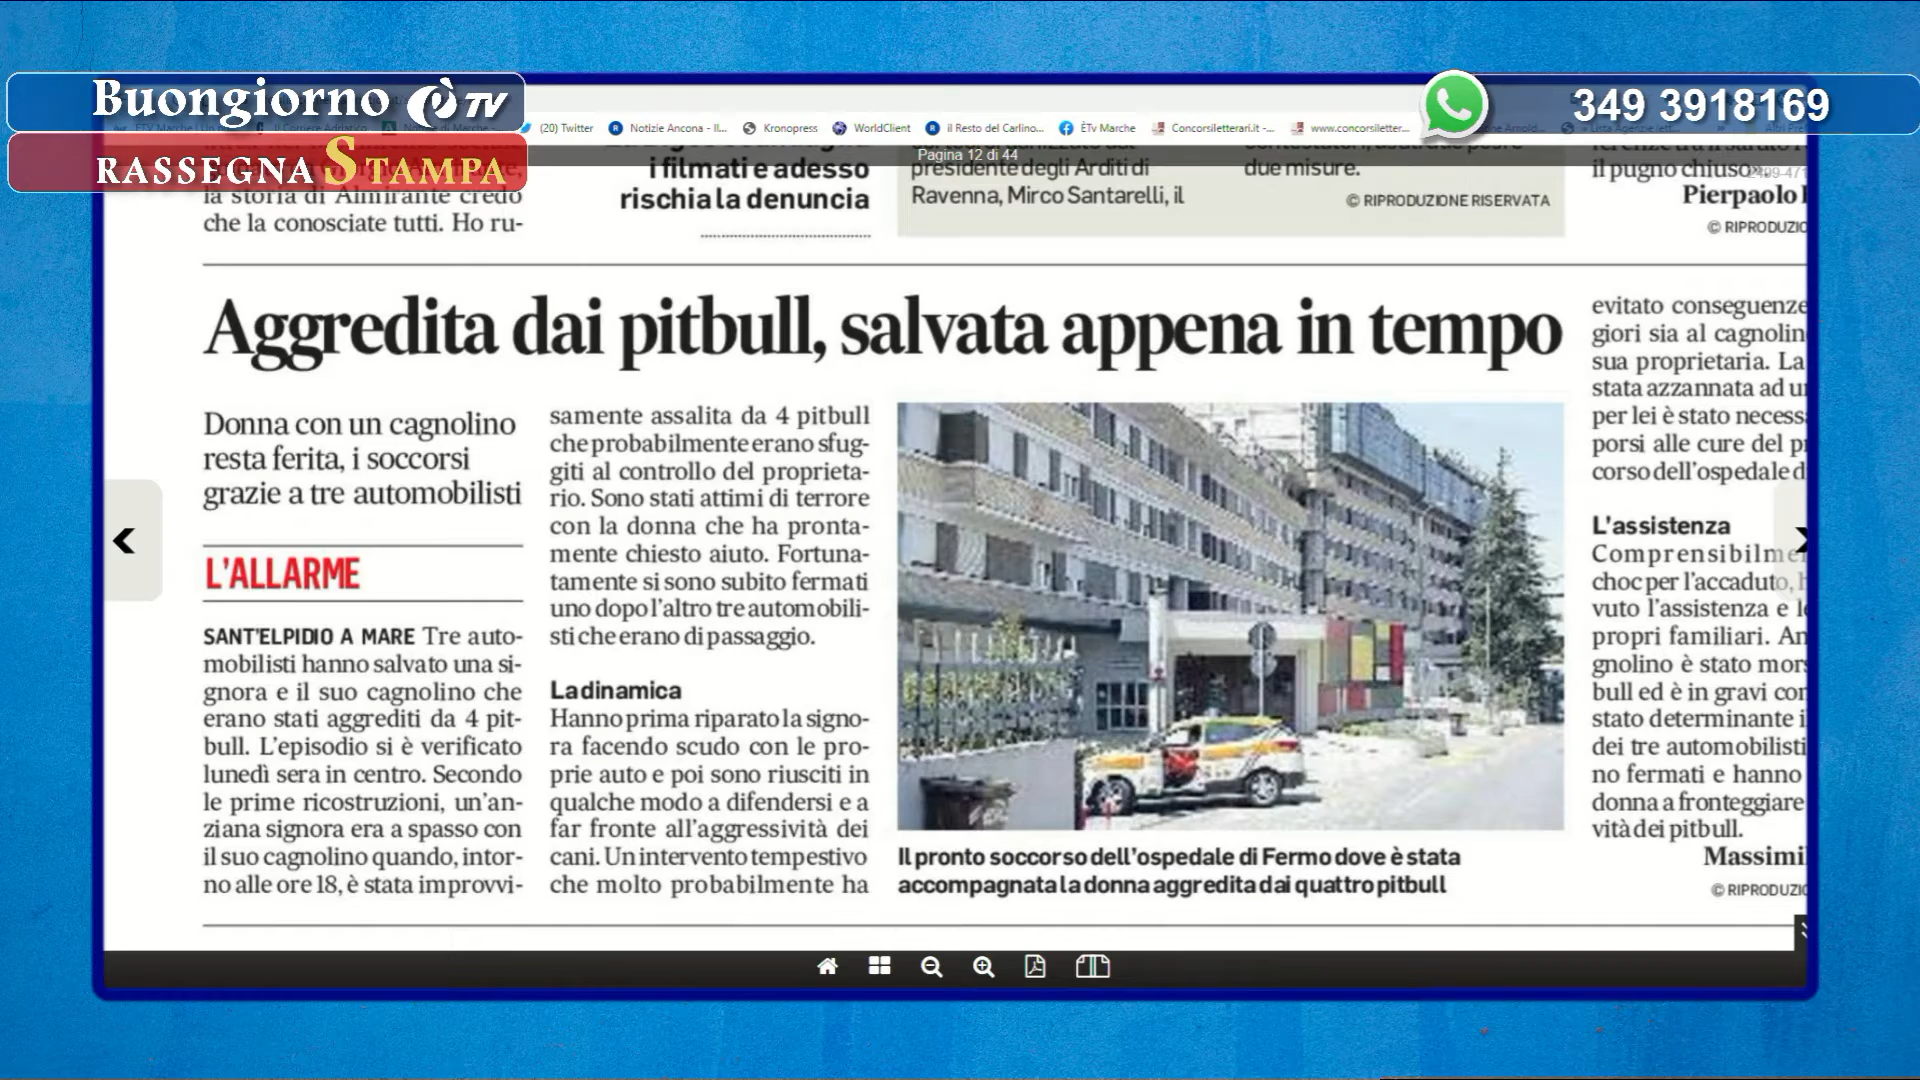 Buongiorno èTV
RASSEGNA STAMPA
349 3918169
(20) Twitter
Notizie Ancona - Il...
Kronopress
WorldClient
il Resto del Carlino...
ÈTv Marche
Concorsiletterari.it -...
www.concorsiletter...
Pagina 12 di 44
la storia di Almirante credo
che la conoscete tutti. Ho ru-
i filmati e adesso
rischia la denuncia
presidente degli Arditi di
Ravenna, Mirco Santarelli, il
due misure.
© RIPRODUZIONE RISERVATA
il pugno chiuso».
Pierpaolo
© RIPRODUZIO
Aggredita dai pitbull, salvata appena in tempo
Donna con un cagnolino
resta ferita, i soccorsi
grazie a tre automobilisti
L'ALLARME
SANT'ELPIDIO A MARE Tre auto-
mobilisti hanno salvato una si-
gnora e il suo cagnolino che
erano stati aggrediti da 4 pit-
bull. L'episodio si è verificato
lunedì sera in centro. Secondo
le prime ricostruzioni, un'an-
ziana signora era a spasso con
il suo cagnolino quando, intor-
no alle ore 18, è stata improvvi-
samente assalita da 4 pitbull
che probabilmente erano sfug-
giti al controllo del proprieta-
rio. Sono stati attimi di terrore
con la donna che ha pronta-
mente chiesto aiuto. Fortuna-
tamente si sono subito fermati
uno dopo l'altro tre automobili-
sti che erano di passaggio.
La dinamica
Hanno prima riparato la signo-
ra facendo scudo con le pro-
prie auto e poi sono riusciti in
qualche modo a difendersi e a
far fronte all'aggressività dei
cani. Un intervento tempestivo
che molto probabilmente ha
Il pronto soccorso dell'ospedale di Fermo dove è stata
accompagnata la donna aggredita dai quattro pitbull
evitato conseguenze
giori sia al cagnolin
sua proprietaria. La
stata azzannata ad u
per lei è stato necess
porsi alle cure del p
corso dell'ospedale d
L'assistenza
Comprensibilme
choc per l'accaduto,
vuto l'assistenza e l
propri familiari. An
gnolino è stato mors
bull ed è in gravi con
stato determinante i
dei tre automobilisti
no fermati e hanno
donna a fronteggiare
vità dei pitbull.
Massimi
© RIPRODUZIO